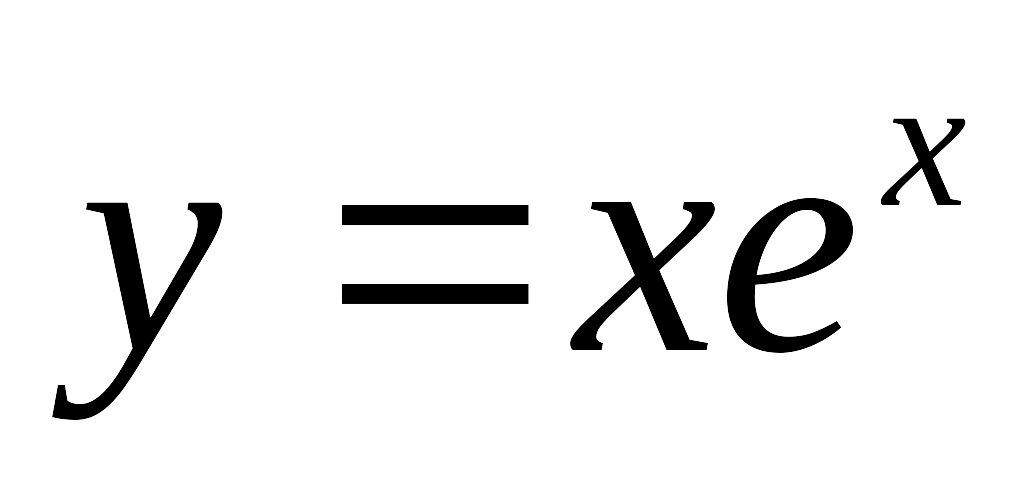 y = xe^x